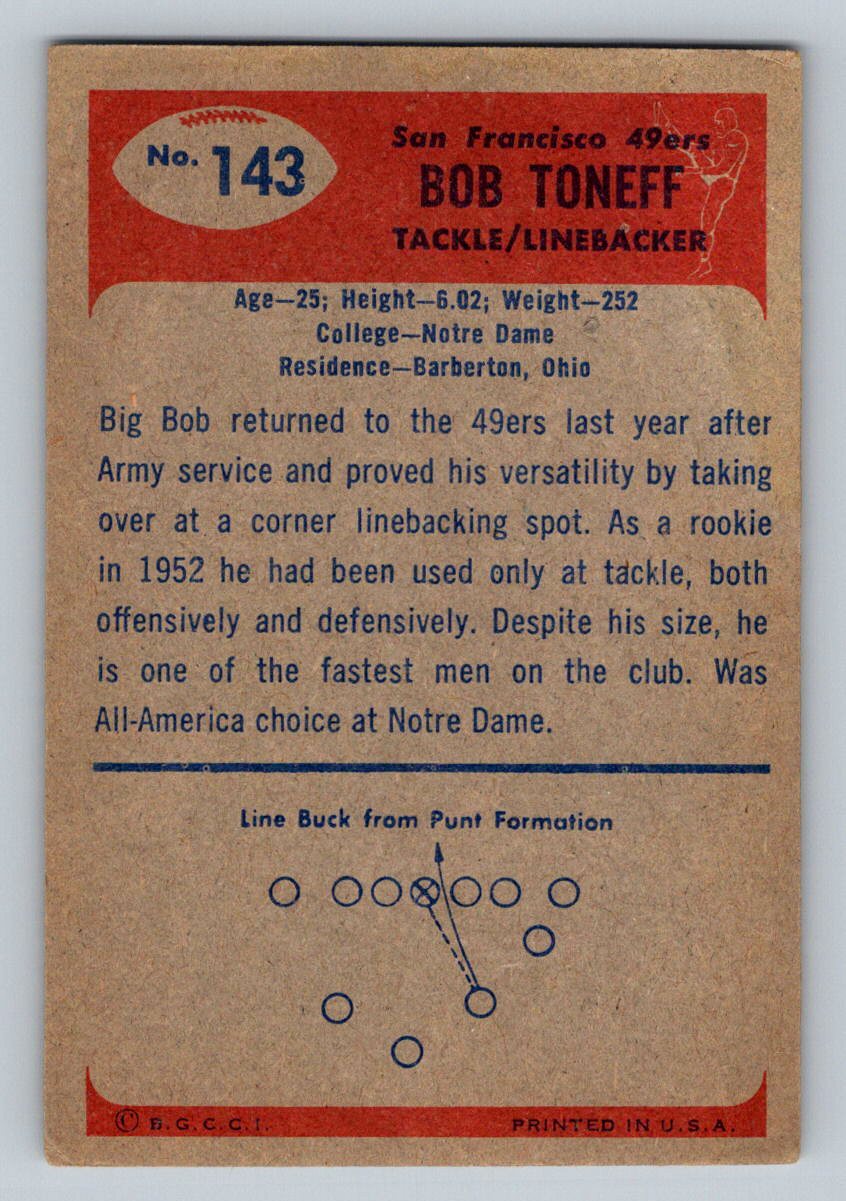 No. 143
San Francisco 49ers
BOB TONEFF
TACKLE/LINEBACKER
Age—25; Height—6.02; Weight—252
College—Notre Dame
Residence—Barberton, Ohio
Big Bob returned to the 49ers last year after
Army service and proved his versatility by taking
over at a corner linebacking spot. As a rookie
in 1952 he had been used only at tackle, both
offensively and defensively. Despite his size, he
is one of the fastest men on the club. Was
All-America choice at Notre Dame.
Line Buck from Punt Formation
© B.G.C.C.I.
PRINTED IN U.S.A.